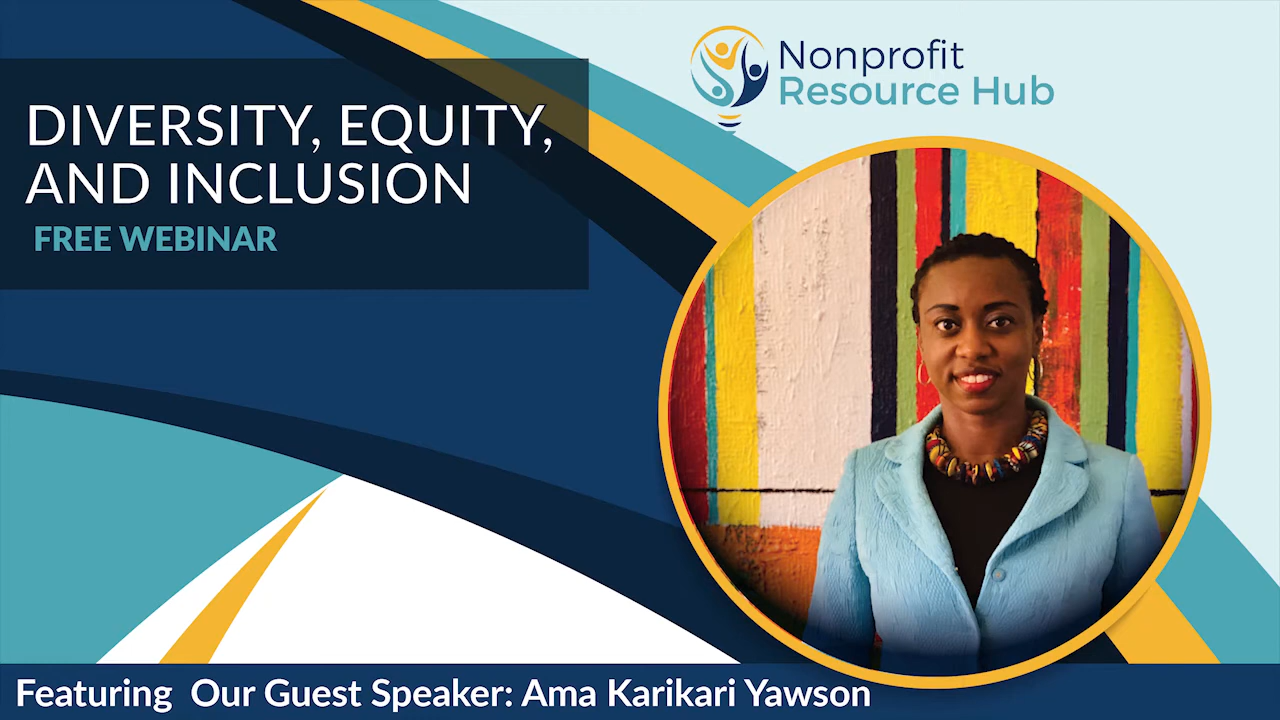 DIVERSITY, EQUITY,
AND INCLUSION
FREE WEBINAR
Nonprofit
Resource Hub
Featuring  Our Guest Speaker: Ama Karikari Yawson